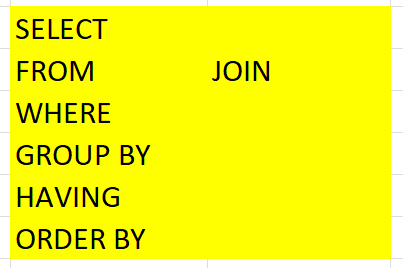 SELECT
FROM JOIN
WHERE
GROUP BY
HAVING
ORDER BY